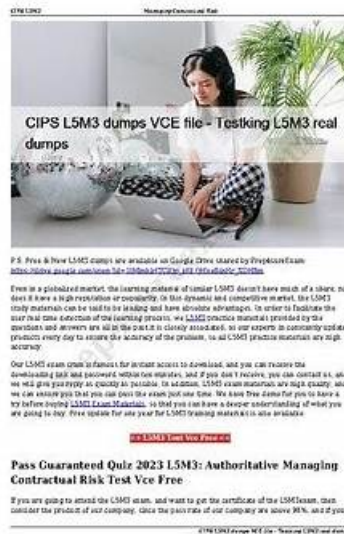 CIPS L5M3
Managing Contractual Risk
CIPS L5M3 dumps VCE file - Testking L5M3 real
dumps
P.S. Free & New L5M3 dumps are available on Google Drive shared by
Even in a globalized market, the learning material of similar L5M3 doesn't have much of a share, nor
does it have a high reputation or popularity. In this dynamic and competitive market, the L5M3
study materials can be said to be leading and have absolute advantages. In order to facilitate the
user real-time detection of the learning process, we L5M3 practice materials provided by the
questions and answers are all in the past.it is closely associated, as our experts in constantly update
products every day to ensure the accuracy of the problem, so all L5M3 practice materials are high
accuracy.
Our L5M3 exam cram is famous for instant access to download, and you can receive the
downloading link and password within ten minutes, and if you don't receive, you can contact us, and
we will give you reply as quickly as possible. In addition, L5M3 exam materials are high quality, and
we can ensure you that you can pass the exam just one time. We have free demo for you to have a
try before buying L5M3 Exam Materials, so that you can have a deeper understanding of what you
are going to buy. Free update for one year for L5M3 training materials is also available.
>> L5M3 Test Vce Free <<
Pass Guaranteed Quiz 2023 L5M3: Authoritative Managing
Contractual Risk Test Vce Free
If you are going to attend the L5M3 exam, and want to get the certificate of the L5M3 exam, then
consider the product of our company, since the pass rate of our company are above 98%, and if you
CIPS L5M3 dumps VCE file - Testking L5M3 real dumps